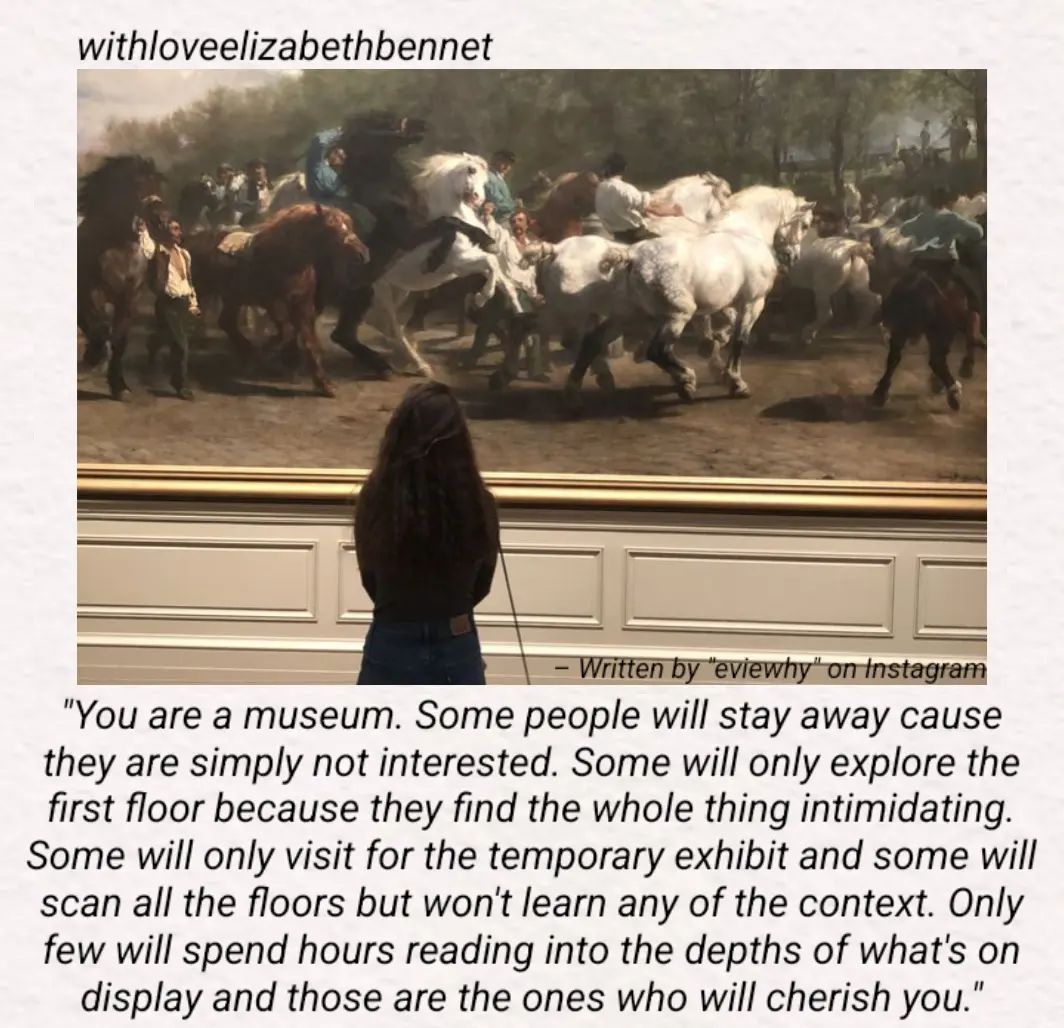 withloveelizabethbennet
– Written by "eviewhy" on Instagram
"You are a museum. Some people will stay away cause
they are simply not interested. Some will only explore the
first floor because they find the whole thing intimidating.
Some will only visit for the temporary exhibit and some will
scan all the floors but won't learn any of the context. Only
few will spend hours reading into the depths of what's on
display and those are the ones who will cherish you."